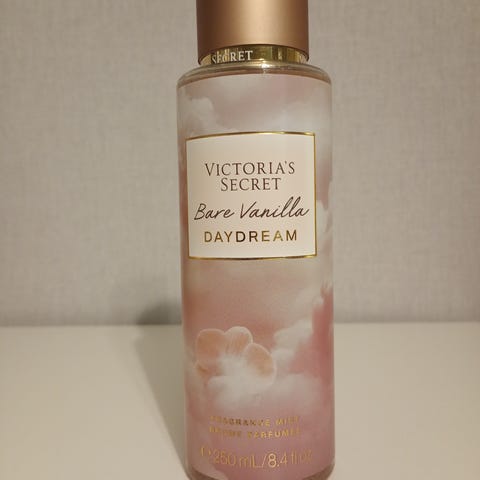 SECRET
VICTORIA'S
SECRET
Bare Vanilla
DAYDREAM
FRAGRANCE MIST
BRUME PARFUMÉE
℮ 250 mL/8.4 fl oz